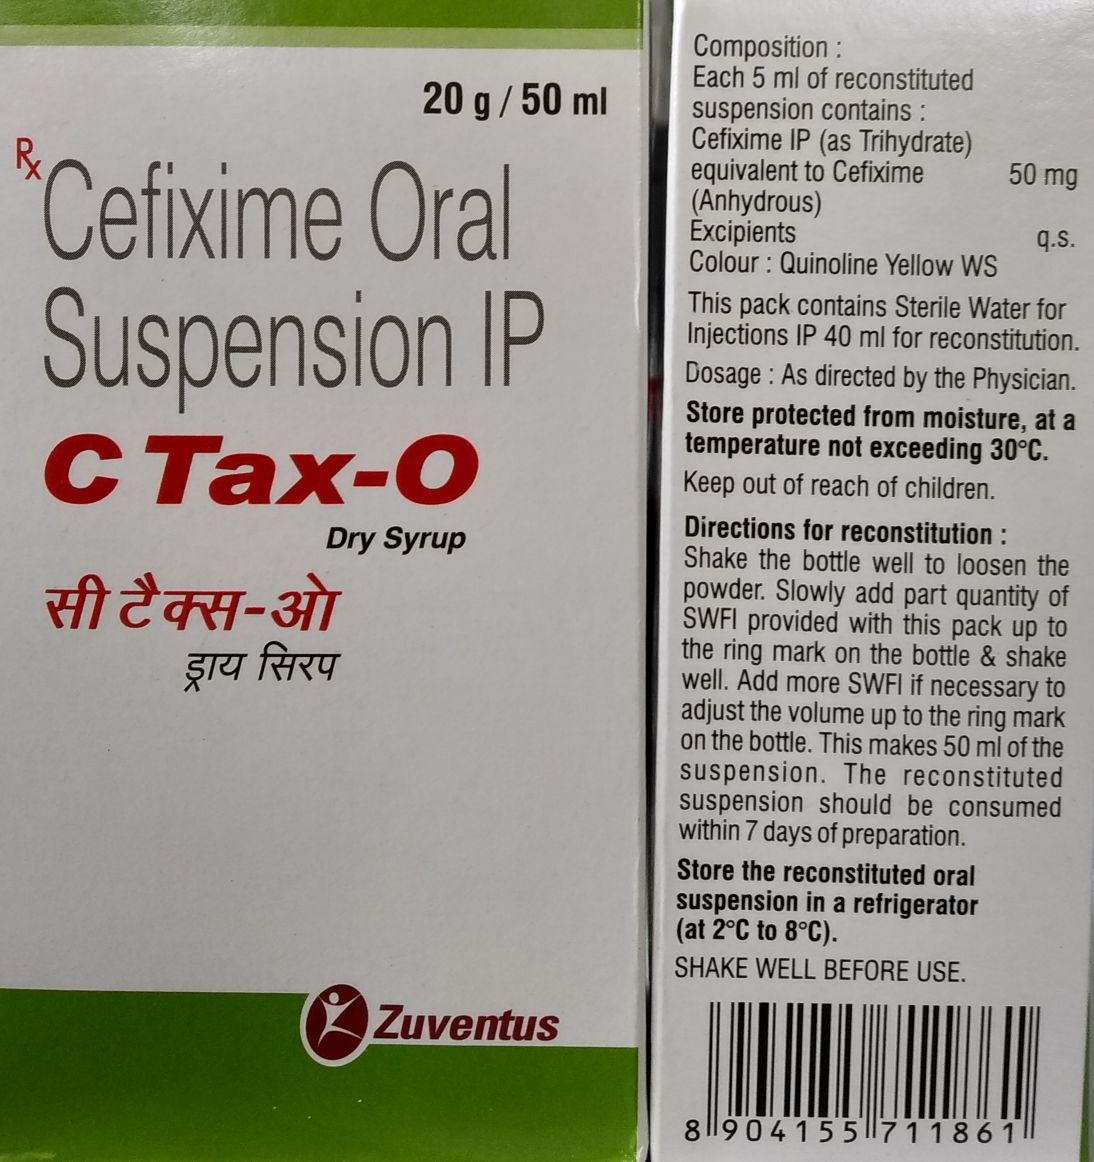 20 g / 50 ml
Rx
Cefixime Oral
Suspension IP
C Tax-O
Dry Syrup
सी टैक्स-ओ
ड्राय सिरप
Zuventus
Composition :
Each 5 ml of reconstituted
suspension contains :
Cefixime IP (as Trihydrate)
equivalent to Cefixime 50 mg
(Anhydrous)
Excipients q.s.
Colour : Quinoline Yellow WS
This pack contains Sterile Water for
Injections IP 40 ml for reconstitution.
Dosage : As directed by the Physician.
Store protected from moisture, at a
temperature not exceeding 30°C.
Keep out of reach of children.
Directions for reconstitution :
Shake the bottle well to loosen the
powder. Slowly add part quantity of
SWFI provided with this pack up to
the ring mark on the bottle & shake
well. Add more SWFI if necessary to
adjust the volume up to the ring mark
on the bottle. This makes 50 ml of the
suspension. The reconstituted
suspension should be consumed
within 7 days of preparation.
Store the reconstituted oral
suspension in a refrigerator
(at 2°C to 8°C).
SHAKE WELL BEFORE USE.
8 904155 711861